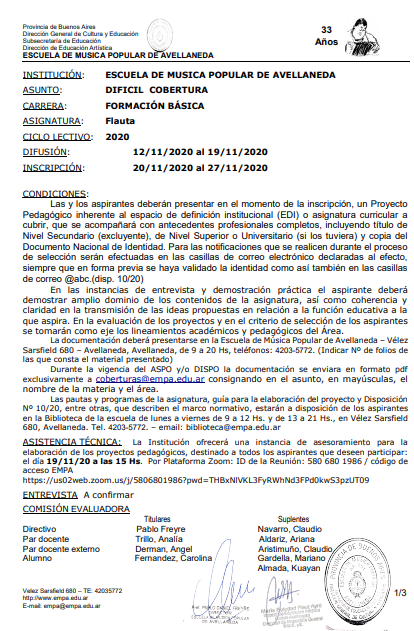 Provincia de Buenos Aires
Dirección General de Cultura y Educación
Subsecretaría de Educación
Dirección de Educación Artística
ESCUELA DE MUSICA POPULAR DE AVELLANEDA
33
Años
INSTITUCIÓN: ESCUELA DE MUSICA POPULAR DE AVELLANEDA
ASUNTO: DIFICIL COBERTURA
CARRERA: FORMACIÓN BÁSICA
ASIGNATURA: Flauta
CICLO LECTIVO: 2020
DIFUSIÓN: 12/11/2020 al 19/11/2020
INSCRIPCIÓN: 20/11/2020 al 27/11/2020
CONDICIONES:
Las y los aspirantes deberán presentar en el momento de la inscripción, un Proyecto
Pedagógico inherente al espacio de definición institucional (EDI) o asignatura curricular a
cubrir, que se acompañará con antecedentes profesionales completos, incluyendo título de
Nivel Secundario (excluyente), de Nivel Superior o Universitario (si los tuviera) y copia del
Documento Nacional de Identidad. Para las notificaciones que se realicen durante el proceso
de selección serán efectuadas en las casillas de correo electrónico declaradas al efecto,
siempre que en forma previa se haya validado la identidad como así también en las casillas
de correo @abc.(disp. 10/20)
En las instancias de entrevista y demostración práctica el aspirante deberá
demostrar amplio dominio de los contenidos de la asignatura, así como coherencia y
claridad en la transmisión de las ideas propuestas en relación a la función educativa a la
que aspira. En la evaluación de los proyectos y en el criterio de selección de los aspirantes
se tomarán como eje los lineamientos académicos y pedagógicos del Área.
La documentación deberá presentarse en la Escuela de Música Popular de Avellaneda – Vélez
Sarsfield 680 – Avellaneda, Avellaneda, de 9 a 20 Hs, teléfonos: 4203-5772. (Indicar Nº de folios de
las que consta el material presentado)
Durante la vigencia del ASPO y/o DISPO la documentación se enviara en formato pdf
exclusivamente a coberturas@empa.edu.ar consignando en el asunto, en mayúsculas, el
nombre de la materia y el área.
Las pautas y programas de la asignatura, guía para la elaboración del proyecto y Disposición
Nº 10/20, entre otras, que describen el marco normativo, estarán a disposición de los aspirantes
en la Biblioteca de la escuela de lunes a viernes de 9 a 12 Hs. y de 13 a 21 Hs., en Vélez Sarsfield
680, Avellaneda. Tel. 4203-5772. – email: biblioteca@empa.edu.ar
ASISTENCIA TÉCNICA: La Institución ofrecerá una instancia de asesoramiento para la
elaboración de los proyectos pedagógicos, destinado a todos los aspirantes que deseen participar:
el día 19/11/20 a las 15 Hs. Por Plataforma Zoom: ID de la Reunión: 580 680 1986 / código de
acceso EMPA
https://us02web.zoom.us/j/5806801986?pwd=THBxNlVKL3FyRWhNd3FPd0kwS3pzUT09
ENTREVISTA A confirmar
COMISIÓN EVALUADORA
Titulares Suplentes
Directivo Pablo Freyre Navarro, Claudio
Par docente Trillo, Analía Aldariz, Ariana
Par docente externo Derman, Angel Aristimuño, Claudio
Alumno Fernandez, Carolina Gardella, Mariano
Almada, Kuayan
Velez Sarsfield 680 – TE: 42035772
http://www.empa.edu.ar
E-mail: empa@empa.edu.ar
1/3